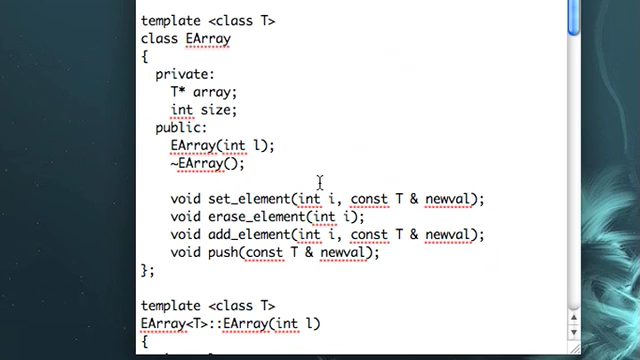 template <class T>
class EArray
{
private:
T* array;
int size;
public:
EArray(int l);
~EArray();
void set_element(int i, const T & newval);
void erase_element(int i);
void add_element(int i, const T & newval);
void push(const T & newval);
};
template <class T>
EArray<T>::EArray(int l)
{